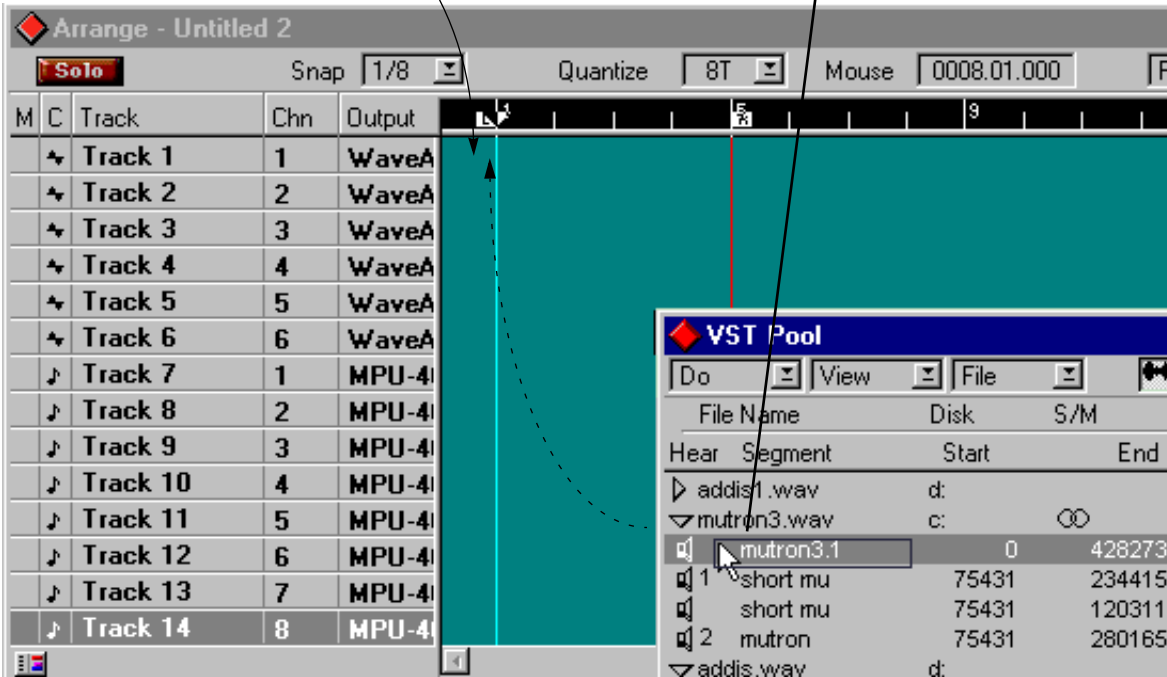 Arrange - Untitled 2
Solo Snap 1/8 Quantize 8T Mouse 0008.01.000
M C Track Chn Output 1 5 9
Track 1 1 WaveA
Track 2 2 WaveA
Track 3 3 WaveA
Track 4 4 WaveA
Track 5 5 WaveA
Track 6 6 WaveA
Track 7 1 MPU-4
Track 8 2 MPU-4
Track 9 3 MPU-4
Track 10 4 MPU-4
Track 11 5 MPU-4
Track 12 6 MPU-4
Track 13 7 MPU-4
Track 14 8 MPU-4
VST Pool
Do View File
File Name Disk S/M
Hear Segment Start End
addis1.wav d:
mutron3.wav c:
mutron3.1 0 428273
1 short mu 75431 234415
short mu 75431 120311
2 mutron 75431 280165
addis.wav d: